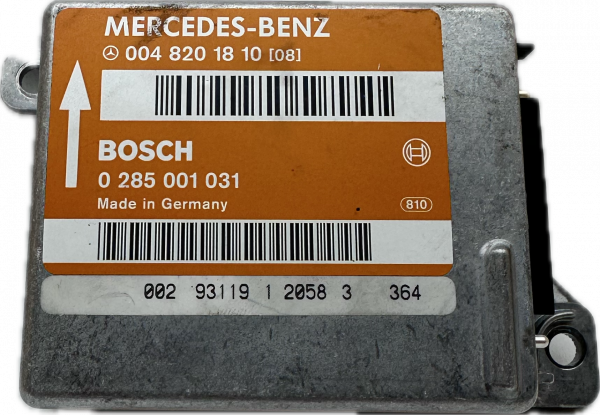 MERCEDES-BENZ
004 820 18 10 [08]
BOSCH
0 285 001 031
Made in Germany
810
002 93119 1 2058 3 364